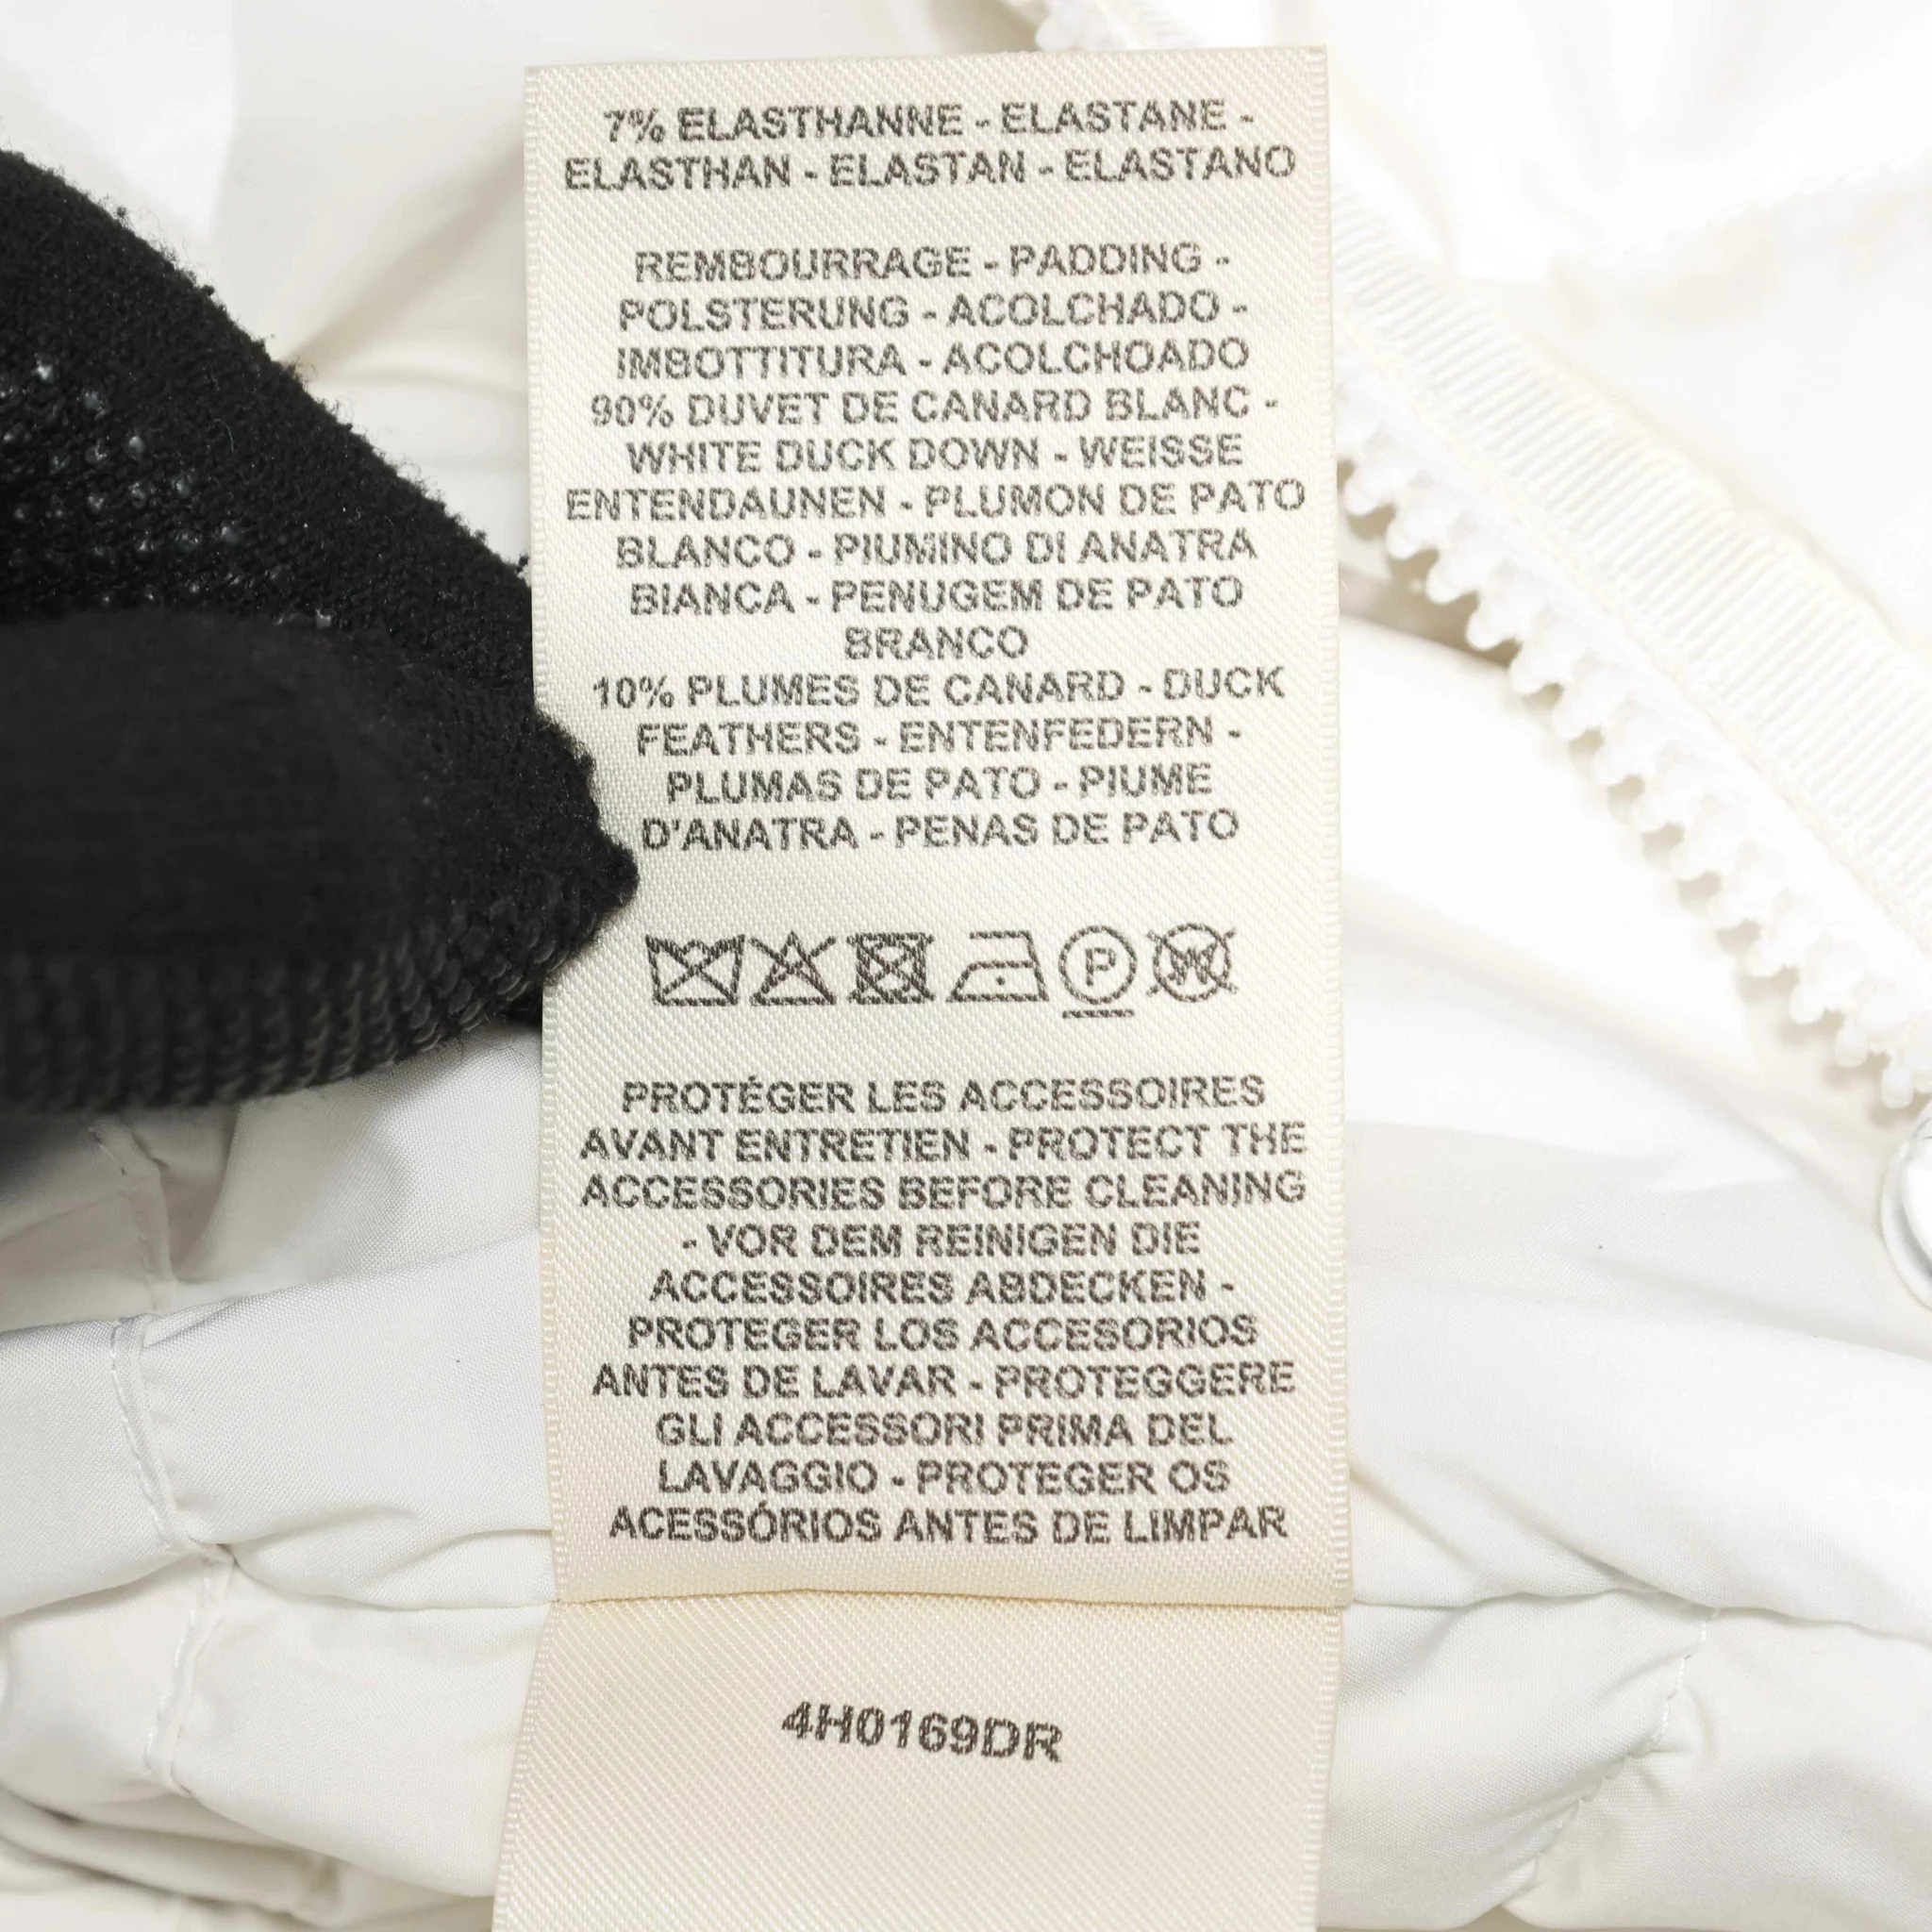 7% ELASTHANNE - ELASTANE -
ELASTHAN - ELASTAN - ELASTANO
REMBOURRAGE - PADDING -
POLSTERUNG - ACOLCHADO -
IMBOTTITURA - ACOLCHOADO
90% DUVET DE CANARD BLANC -
WHITE DUCK DOWN - WEISSE
ENTENDAUNEN - PLUMON DE PATO
BLANCO - PIUMINO DI ANATRA
BIANCA - PENUGEM DE PATO
BRANCO
10% PLUMES DE CANARD - DUCK
FEATHERS - ENTENFEDERN -
PLUMAS DE PATO - PIUME
D'ANATRA - PENAS DE PATO
P W
PROTÉGER LES ACCESSOIRES
AVANT ENTRETIEN - PROTECT THE
ACCESSORIES BEFORE CLEANING
- VOR DEM REINIGEN DIE
ACCESSOIRES ABDECKEN -
PROTEGER LOS ACCESORIOS
ANTES DE LAVAR - PROTEGGERE
GLI ACCESSORI PRIMA DEL
LAVAGGIO - PROTEGER OS
ACESSÓRIOS ANTES DE LIMPAR
4H0169DR